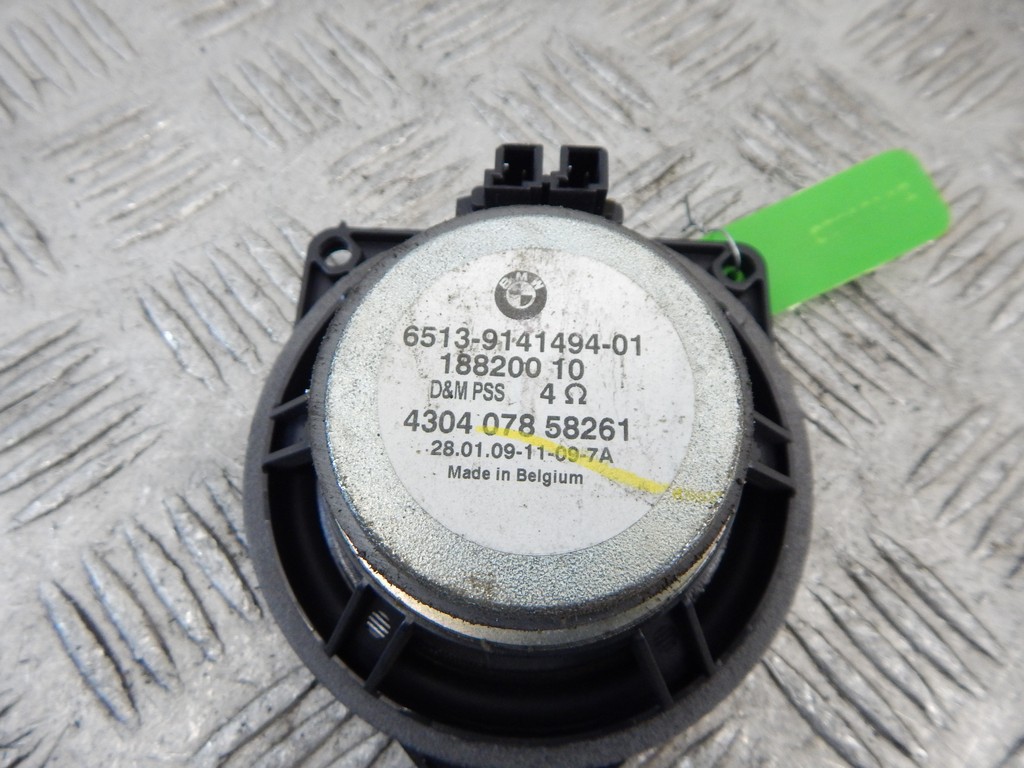 BMW
6513-9141494-01
188200 10
D&M PSS 4 Ω
4304 078 58261
28.01.09-11-09-7A
Made in Belgium